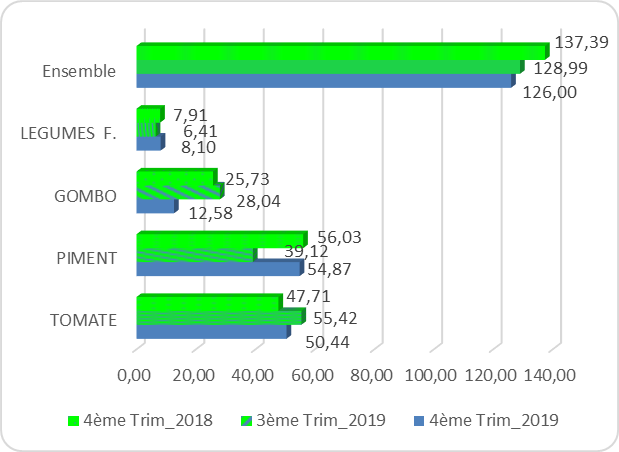 137,39
Ensemble
128,99
126,00
7,91
LEGUMES F.
6,41
8,10
25,73
GOMBO
28,04
12,58
56,03
PIMENT
39,12
54,87
47,71
TOMATE
55,42
50,44
0,00 20,00 40,00 60,00 80,00 100,00 120,00 140,00
4ème Trim_2018 3ème Trim_2019 4ème Trim_2019